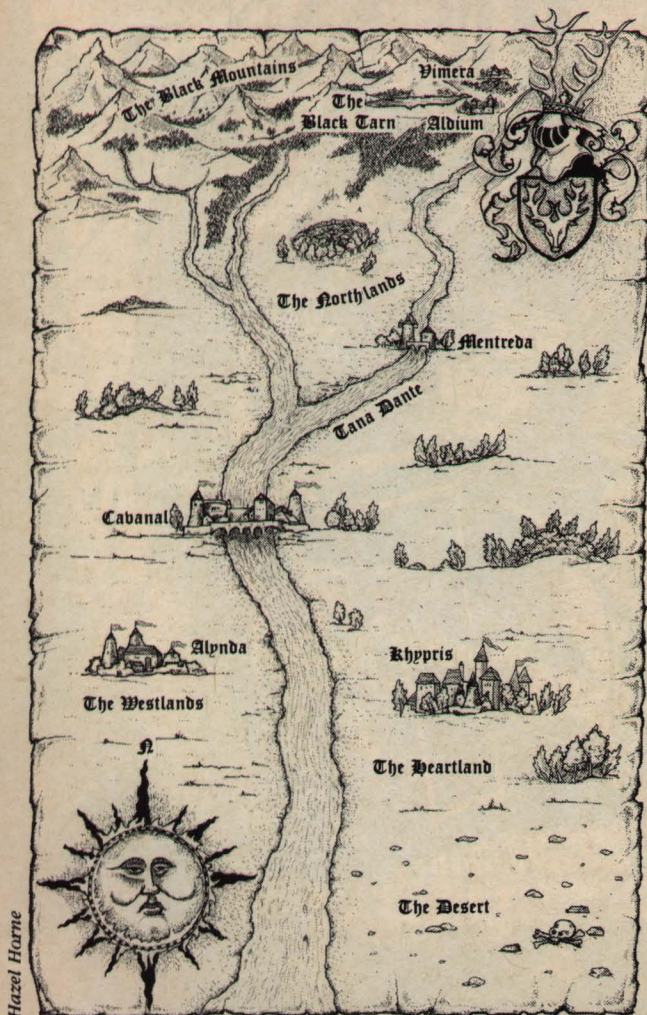 The Black Mountains
Vimera
The
Black Tarn
Aldium
The Northlands
Mentreda
Tana Dante
Cavanal
Alynda
Khypris
The Westlands
N
The Heartland
The Desert
Hazel Horne